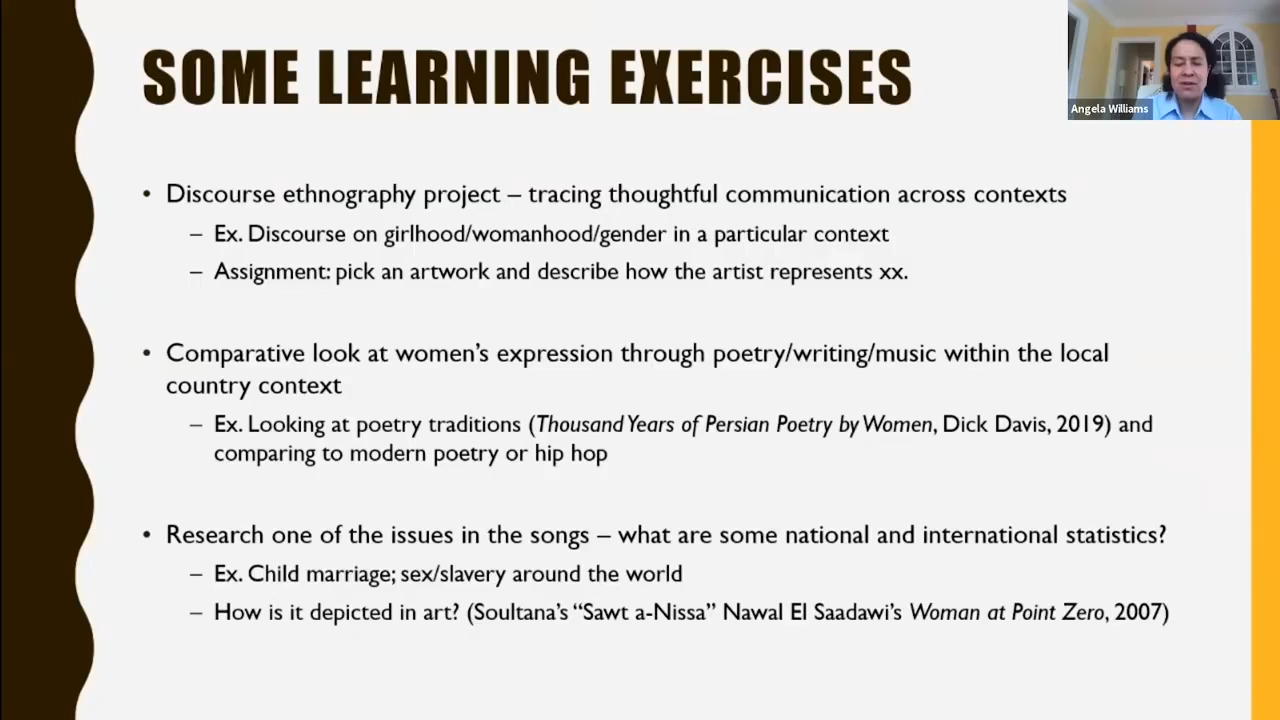 SOME LEARNING EXERCISES
Angela Williams
• Discourse ethnography project – tracing thoughtful communication across contexts
– Ex. Discourse on girlhood/womanhood/gender in a particular context
– Assignment: pick an artwork and describe how the artist represents xx.
• Comparative look at women's expression through poetry/writing/music within the local
country context
– Ex. Looking at poetry traditions (Thousand Years of Persian Poetry by Women, Dick Davis, 2019) and
comparing to modern poetry or hip hop
• Research one of the issues in the songs – what are some national and international statistics?
– Ex. Child marriage; sex/slavery around the world
– How is it depicted in art? (Soultana's "Sawt a-Nissa" Nawal El Saadawi's Woman at Point Zero, 2007)